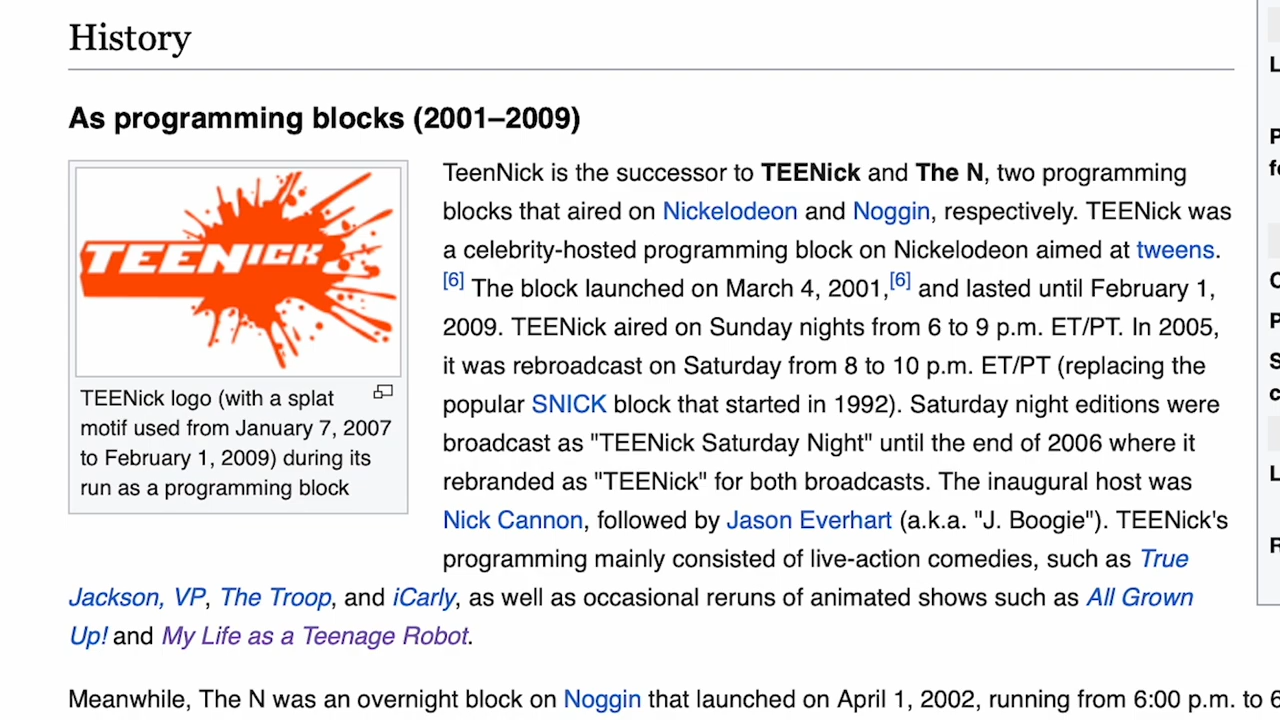 History
As programming blocks (2001–2009)
TEENICK
TEENick logo (with a splat
motif used from January 7, 2007
to February 1, 2009) during its
run as a programming block
TeenNick is the successor to TEENick and The N, two programming
blocks that aired on Nickelodeon and Noggin, respectively. TEENick was
a celebrity-hosted programming block on Nickelodeon aimed at tweens.
[6] The block launched on March 4, 2001,[6] and lasted until February 1,
2009. TEENick aired on Sunday nights from 6 to 9 p.m. ET/PT. In 2005,
it was rebroadcast on Saturday from 8 to 10 p.m. ET/PT (replacing the
popular SNICK block that started in 1992). Saturday night editions were
broadcast as "TEENick Saturday Night" until the end of 2006 where it
rebranded as "TEENick" for both broadcasts. The inaugural host was
Nick Cannon, followed by Jason Everhart (a.k.a. "J. Boogie"). TEENick's
programming mainly consisted of live-action comedies, such as True
Jackson, VP, The Troop, and iCarly, as well as occasional reruns of animated shows such as All Grown
Up! and My Life as a Teenage Robot.
Meanwhile, The N was an overnight block on Noggin that launched on April 1, 2002, running from 6:00 p.m. to 6